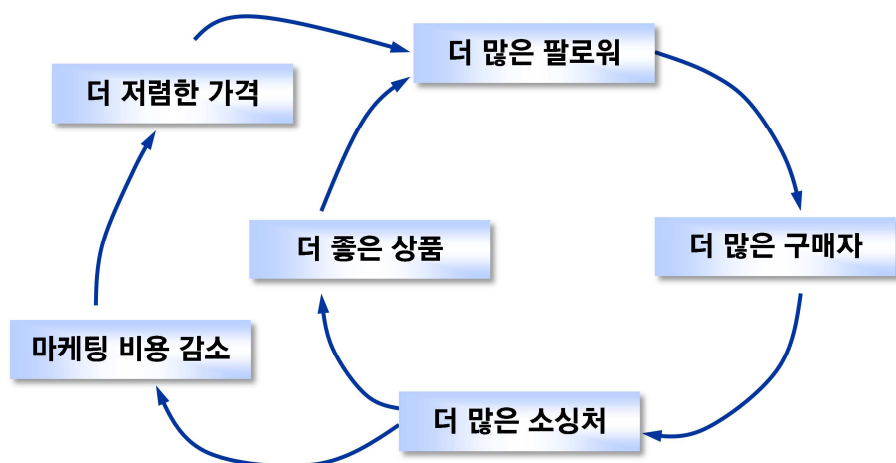 더 많은 팔로워
더 저렴한 가격
더 좋은 상품
더 많은 구매자
마케팅 비용 감소
더 많은 소싱처